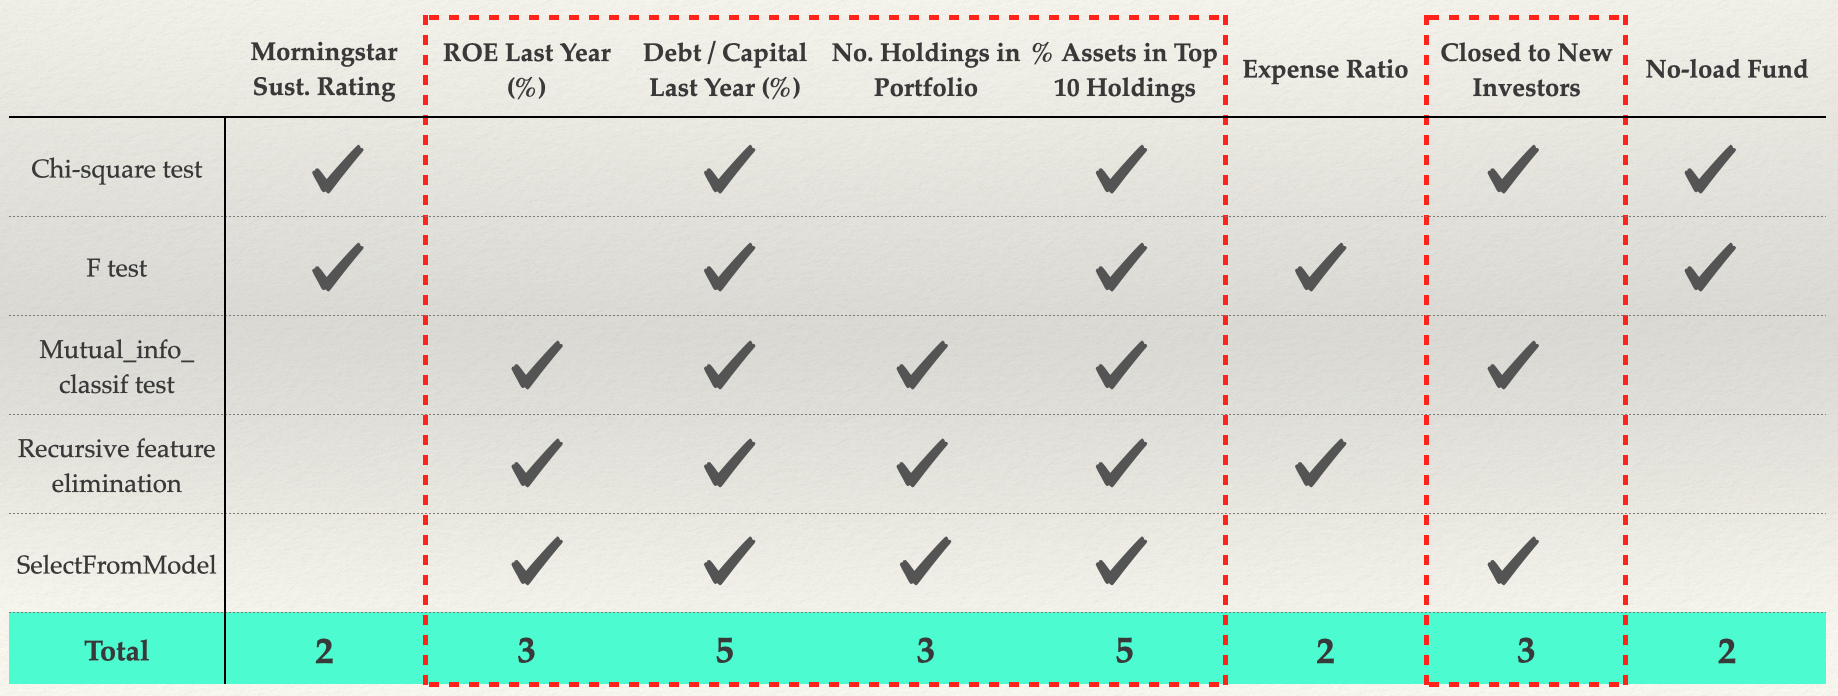 Morningstar Sust. Rating
ROE Last Year (%)
Debt / Capital Last Year (%)
No. Holdings in Portfolio
% Assets in Top 10 Holdings
Expense Ratio
Closed to New Investors
No-load Fund
Chi-square test ✔ ✔ ✔ ✔ ✔
F test ✔ ✔ ✔ ✔ ✔
Mutual_info_
classif test ✔ ✔ ✔ ✔ ✔
Recursive feature
elimination ✔ ✔ ✔ ✔ ✔
SelectFromModel ✔ ✔ ✔ ✔ ✔
Total 2 3 5 3 5 2 3 2